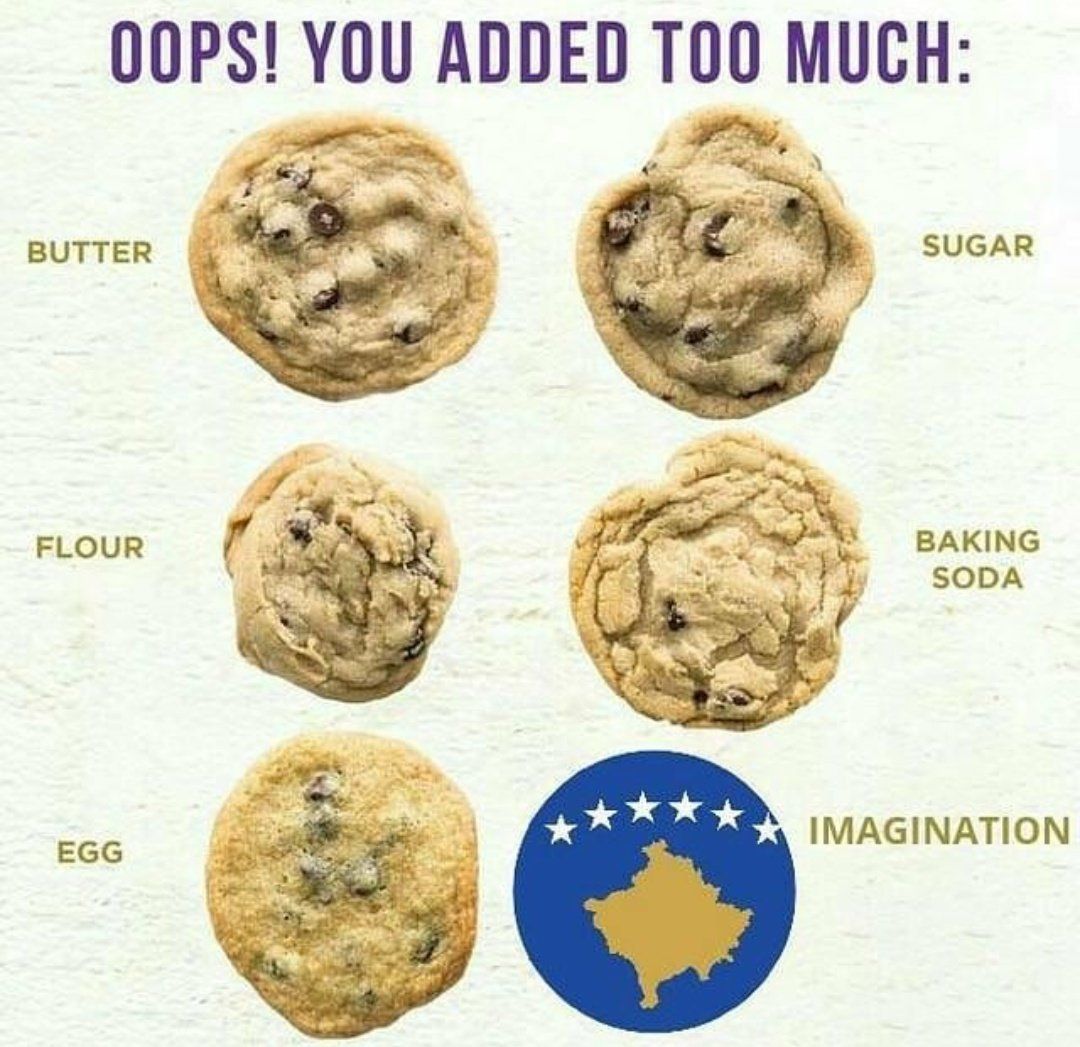 OOPS! YOU ADDED TOO MUCH:
BUTTER
SUGAR
FLOUR
BAKING
SODA
EGG
IMAGINATION